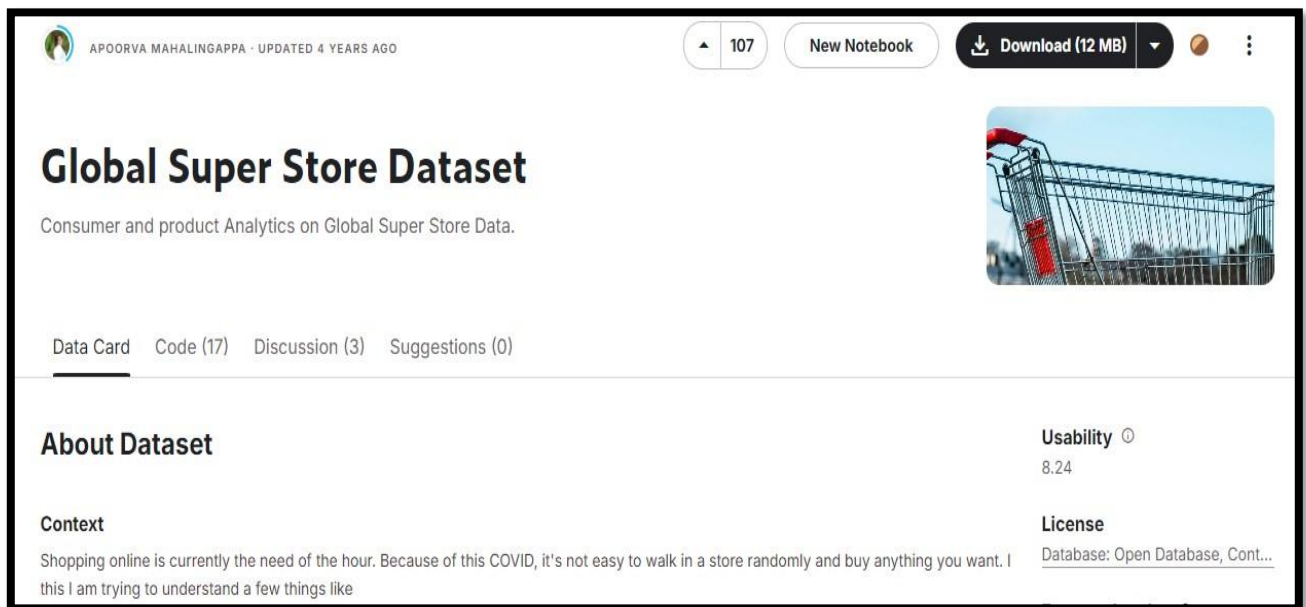 APOORVA MAHALINGAPPA · UPDATED 4 YEARS AGO
107
New Notebook
Download (12 MB)
Global Super Store Dataset
Consumer and product Analytics on Global Super Store Data.
Data Card
Code (17)
Discussion (3)
Suggestions (0)
About Dataset
Usability
8.24
Context
License
Shopping online is currently the need of the hour. Because of this COVID, it's not easy to walk in a store randomly and buy anything you want. I
Database: Open Database, Cont...
this I am trying to understand a few things like